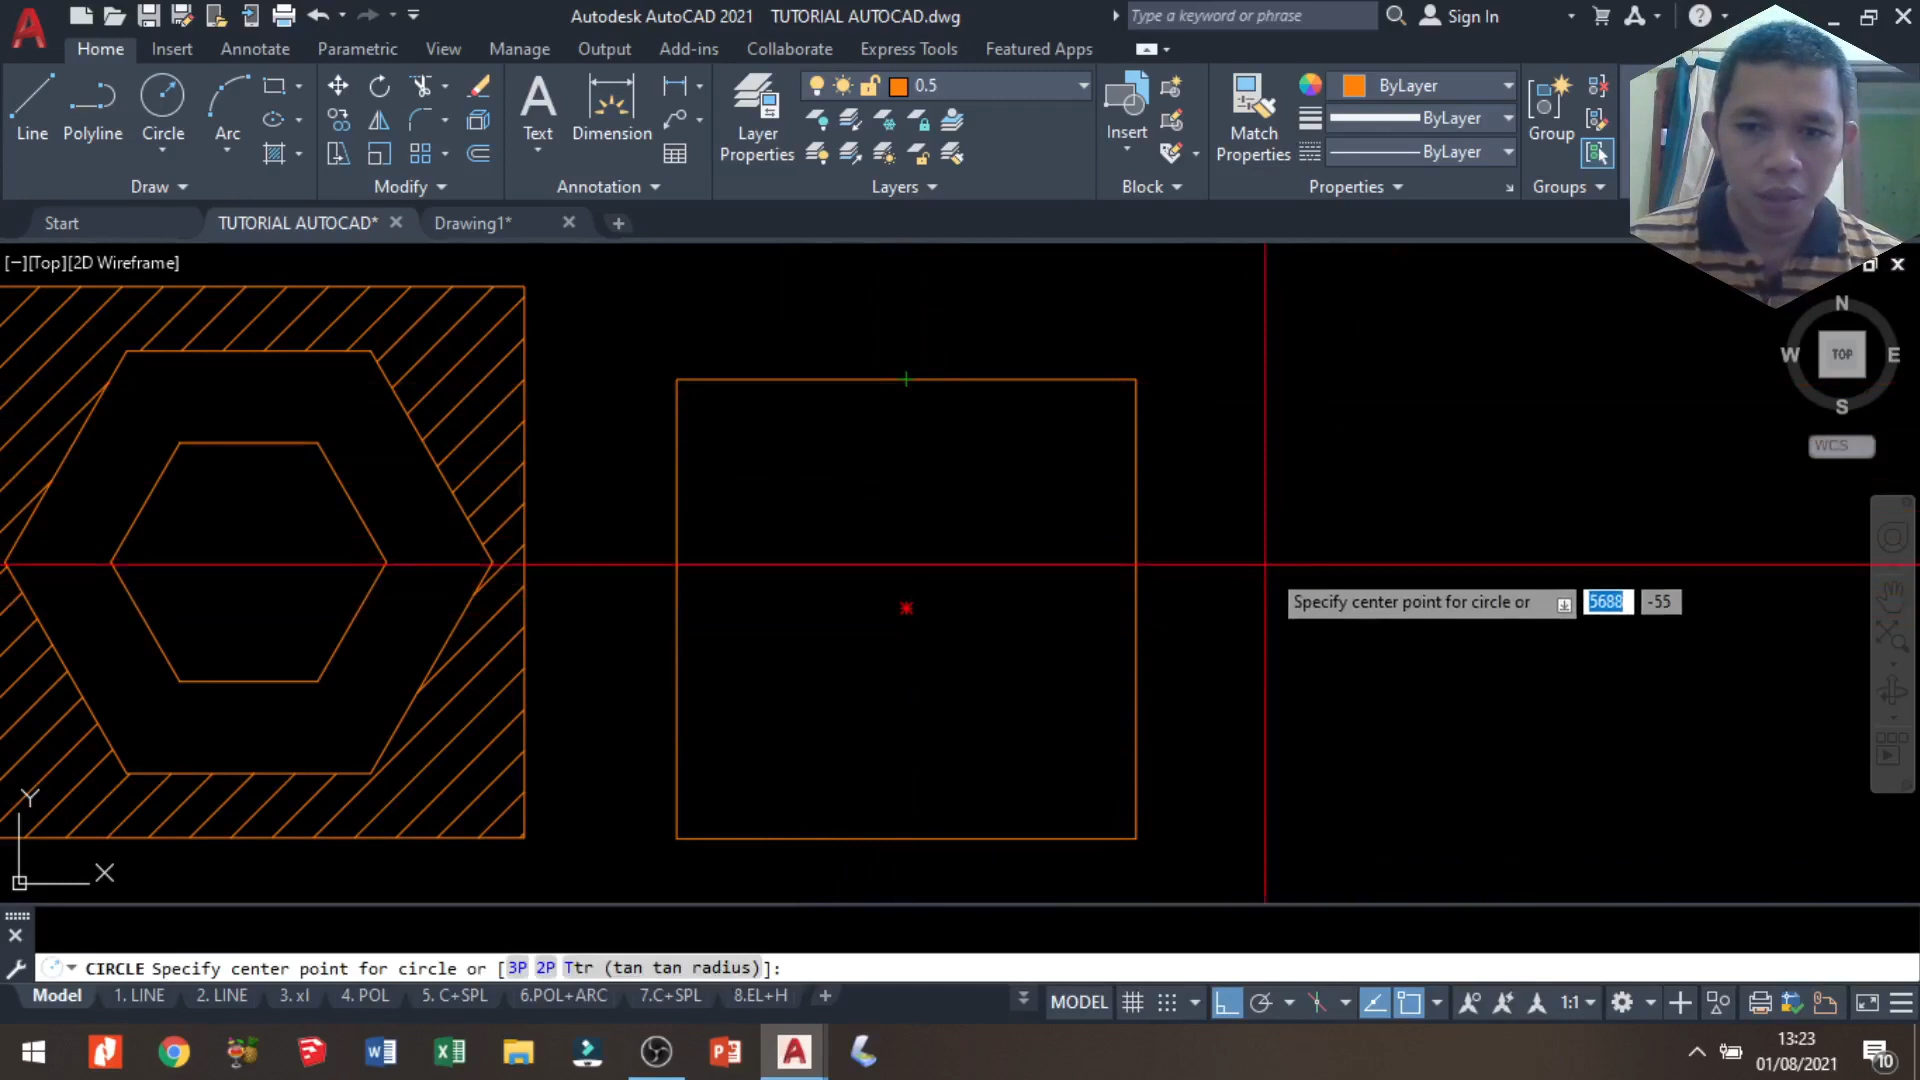 Autodesk AutoCAD 2021 TUTORIAL AUTOCAD.dwg
Type a keyword or phrase
Sign In
Home Insert Annotate Parametric View Manage Output Add-ins Collaborate Express Tools Featured Apps
0.5
ByLayer
ByLayer
ByLayer
Line Polyline Circle Arc
Text Dimension
Layer Properties
Insert
Match Properties
Group
Draw Modify Annotation Layers Block Properties Groups
Start TUTORIAL AUTOCAD* Drawing1*
[−][Top][2D Wireframe]
N
W TOP E
S
WCS
Specify center point for circle or 5688 -55
Y
X
CIRCLE Specify center point for circle or [3P 2P Ttr (tan tan radius)]:
Model 1. LINE 2. LINE 3. xl 4. POL 5. C+SPL 6.POL+ARC 7.C+SPL 8.EL+H
MODEL 1:1
13:23
01/08/2021
10